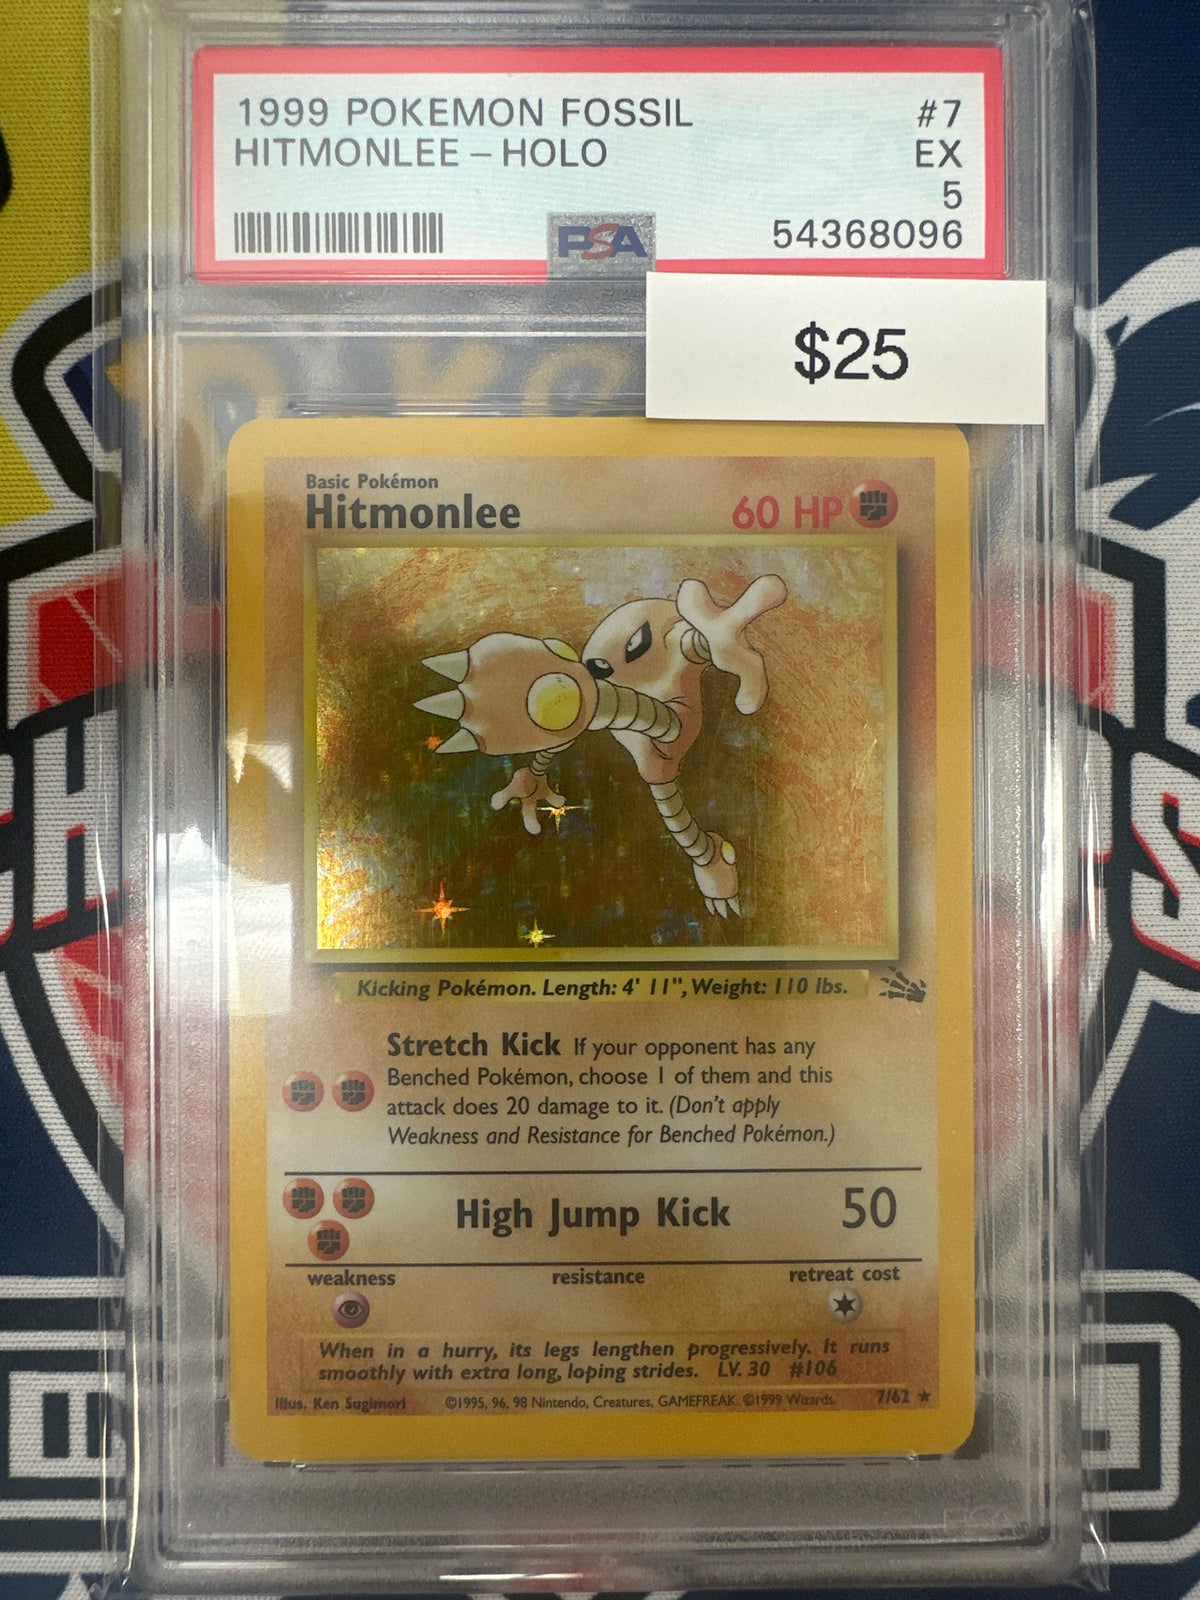 1999 POKEMON FOSSIL #7
HITMONLEE – HOLO EX
5
54368096
PSA
$25
Basic Pokémon
Hitmonlee 60 HP
Kicking Pokémon. Length: 4' 11", Weight: 110 lbs.
Stretch Kick If your opponent has any
Benched Pokémon, choose 1 of them and this
attack does 20 damage to it. (Don't apply
Weakness and Resistance for Benched Pokémon.)
High Jump Kick 50
weakness resistance retreat cost
When in a hurry, its legs lengthen progressively. It runs
smoothly with extra long, loping strides. LV. 30 #106
Illus. Ken Sugimori ©1995, 96, 98 Nintendo, Creatures, GAMEFREAK. ©1999 Wizards. 7/62 ★